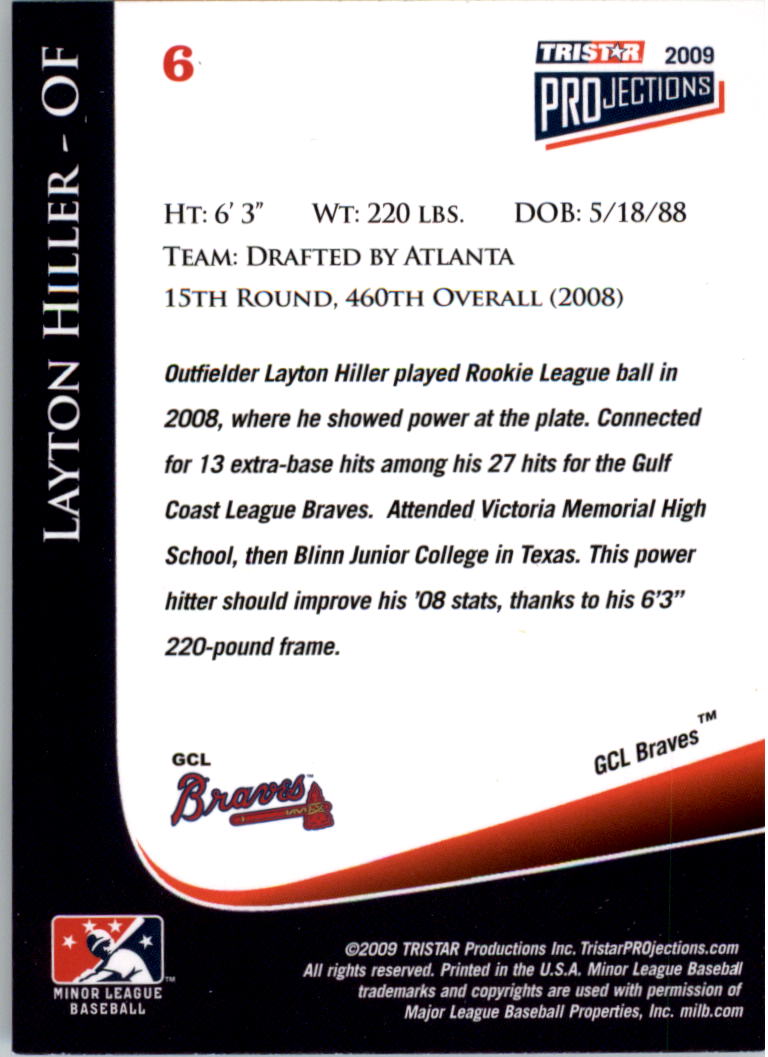 LAYTON HILLER - OF
6
TRISTAR 2009
PROJECTIONS
HT: 6' 3" WT: 220 LBS. DOB: 5/18/88
TEAM: DRAFTED BY ATLANTA
15TH ROUND, 460TH OVERALL (2008)
Outfielder Layton Hiller played Rookie League ball in
2008, where he showed power at the plate. Connected
for 13 extra-base hits among his 27 hits for the Gulf
Coast League Braves. Attended Victoria Memorial High
School, then Blinn Junior College in Texas. This power
hitter should improve his '08 stats, thanks to his 6'3"
220-pound frame.
GCL
Braves™
GCL Braves™
MINOR LEAGUE™
BASEBALL
©2009 TRISTAR Productions Inc. TristarPROjections.com
All rights reserved. Printed in the U.S.A. Minor League Baseball
trademarks and copyrights are used with permission of
Major League Baseball Properties, Inc. milb.com